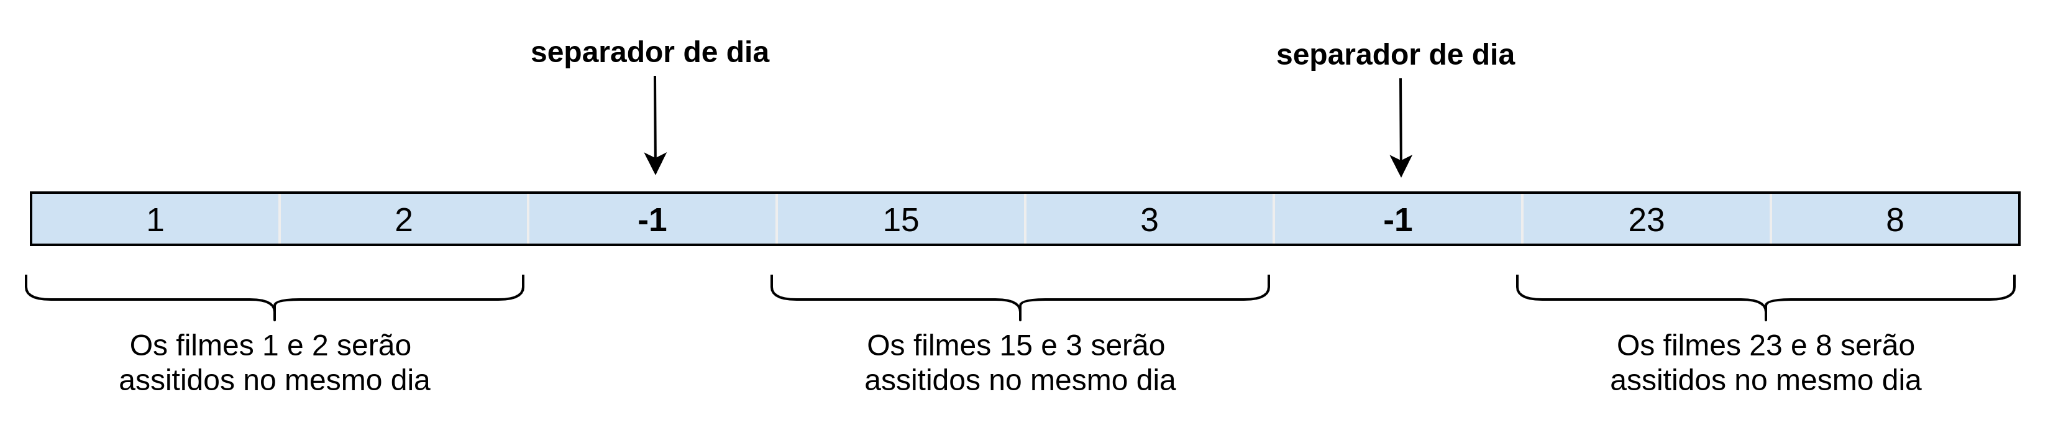 separador de dia
separador de dia
1 2 -1 15 3 -1 23 8
Os filmes 1 e 2 serão
assitidos no mesmo dia
Os filmes 15 e 3 serão
assitidos no mesmo dia
Os filmes 23 e 8 serão
assitidos no mesmo dia